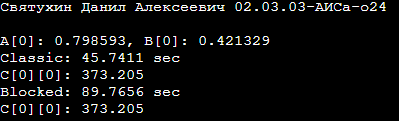 Святухин Данил Алексеевич 02.03.03-АИСа-о24
A[0]: 0.798593, B[0]: 0.421329
Classic: 45.7411 sec
C[0][0]: 373.205
Blocked: 89.7656 sec
C[0][0]: 373.205